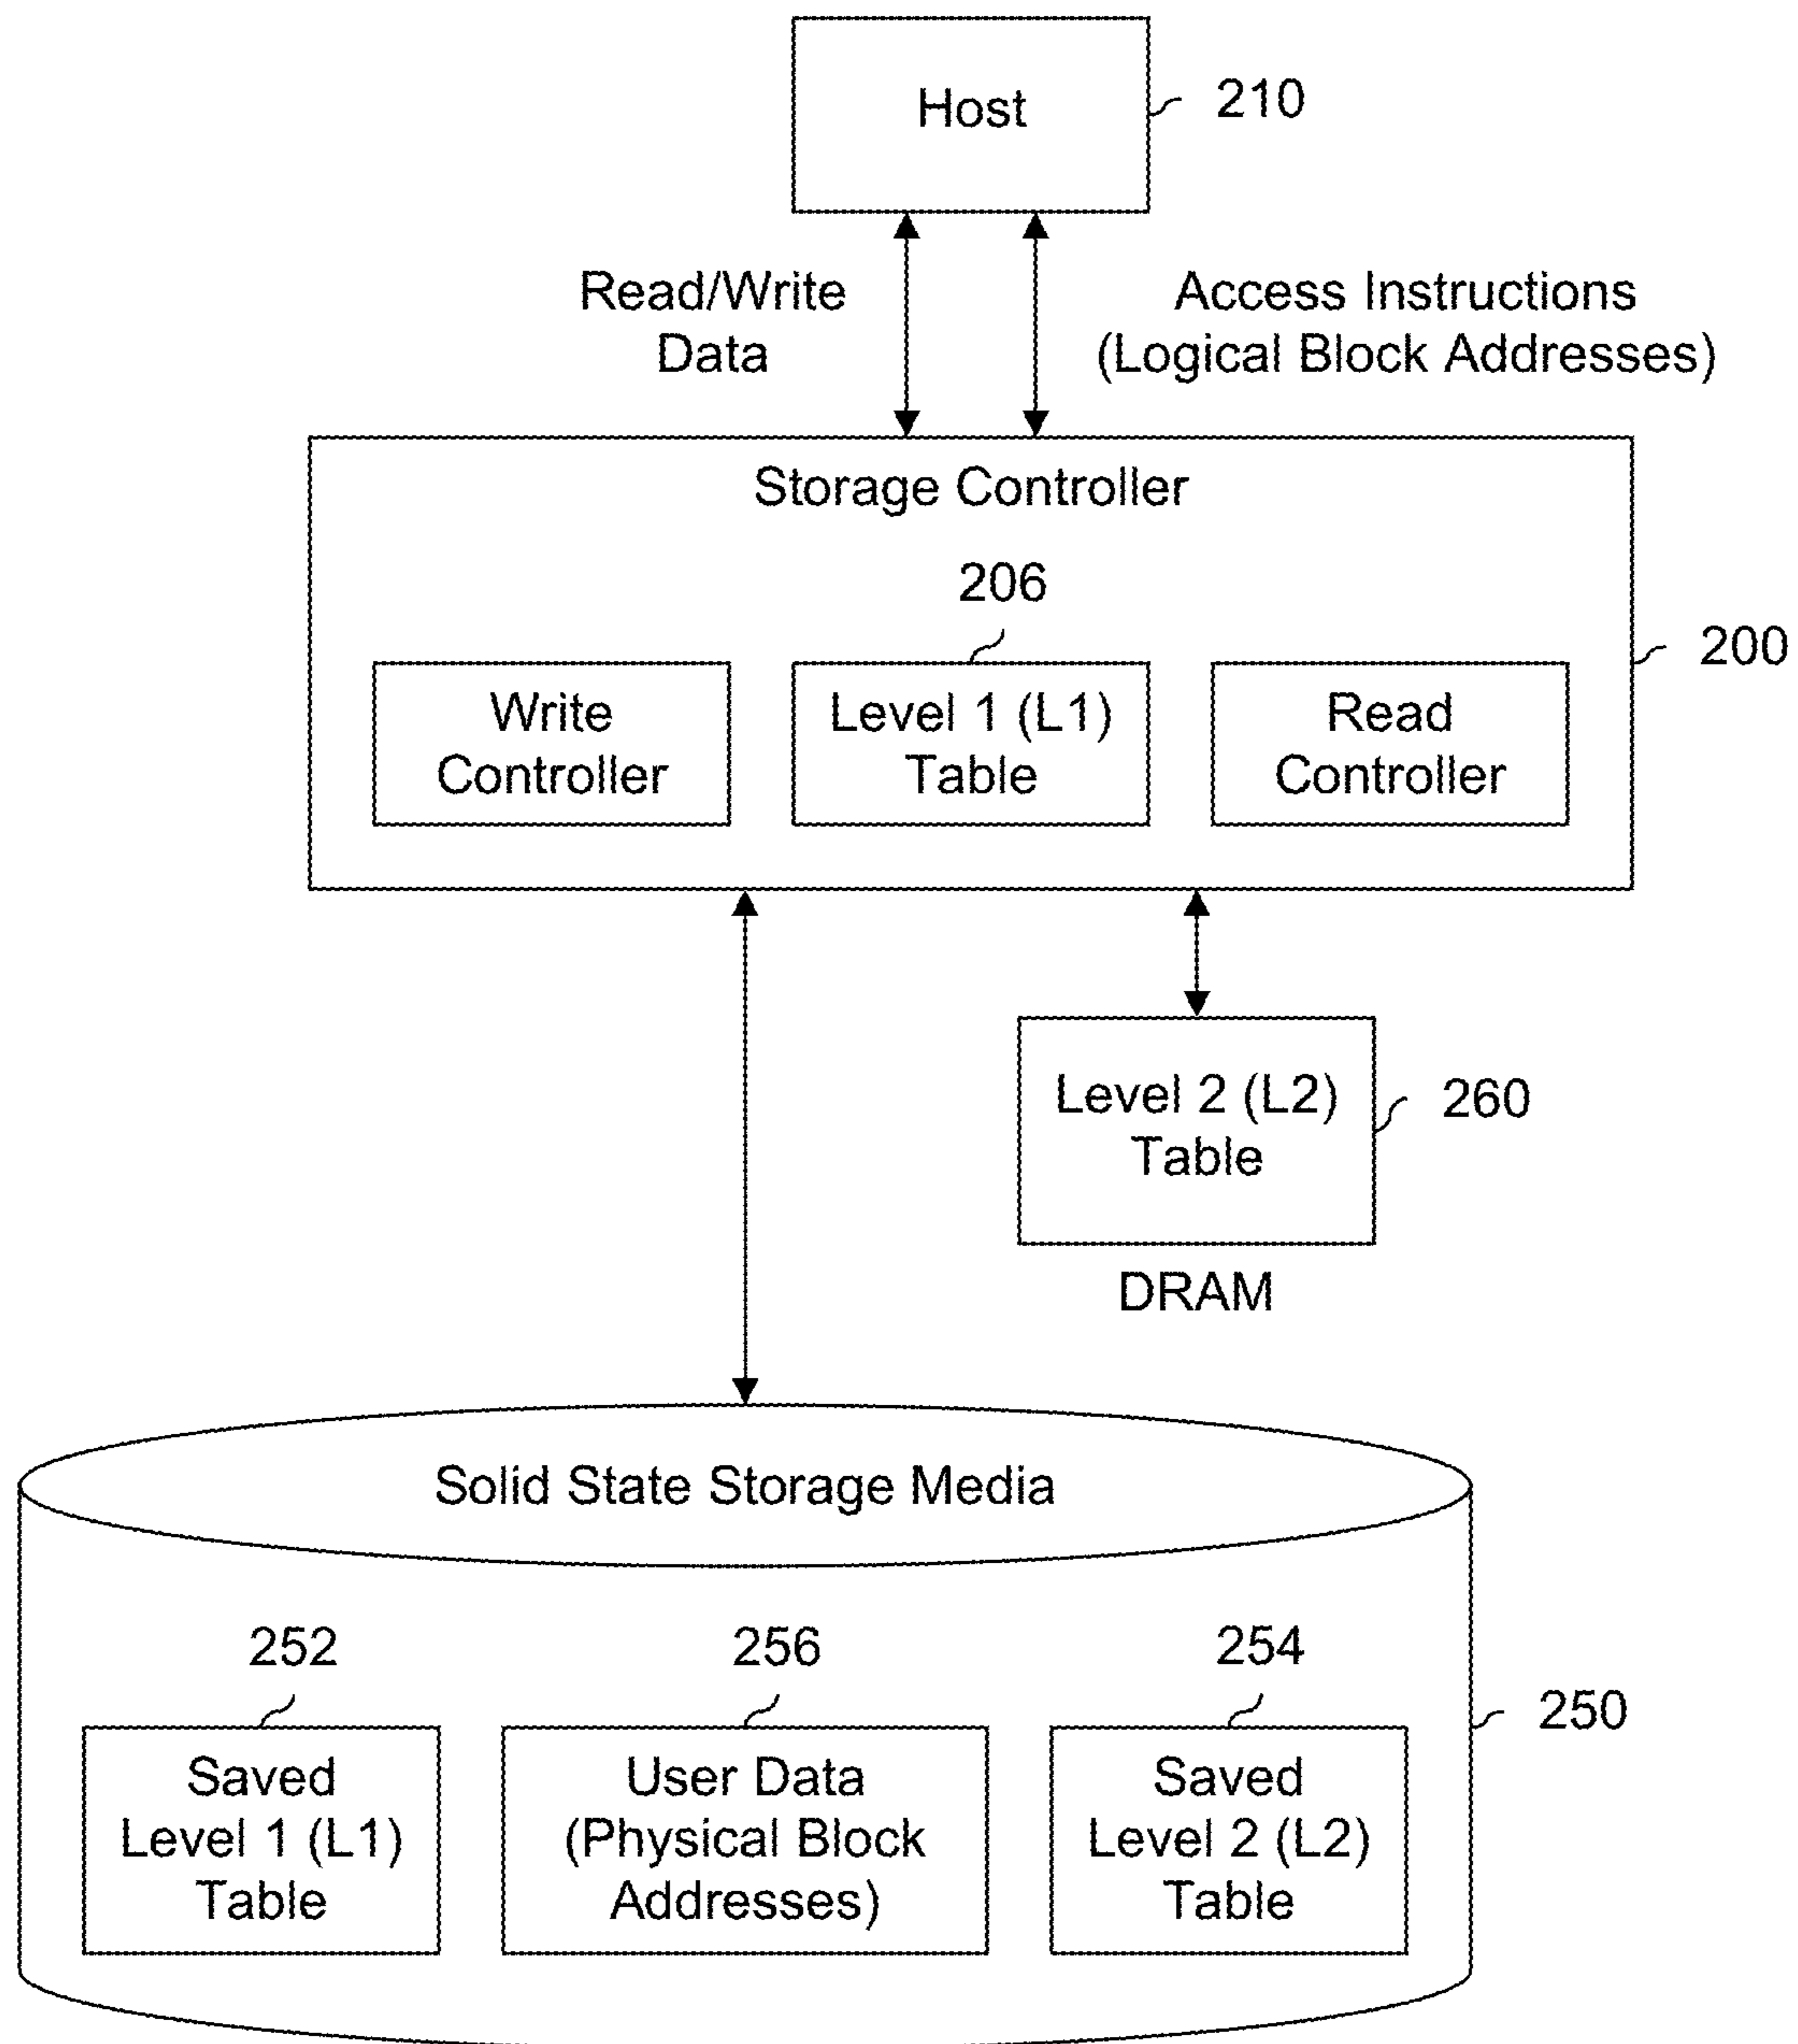 Host
210
Read/Write
Data
Access Instructions
(Logical Block Addresses)
Storage Controller
206
200
Write
Controller
Level 1 (L1)
Table
Read
Controller
Level 2 (L2)
Table
260
DRAM
Solid State Storage Media
252
256
254
250
Saved
Level 1 (L1)
Table
User Data
(Physical Block
Addresses)
Saved
Level 2 (L2)
Table